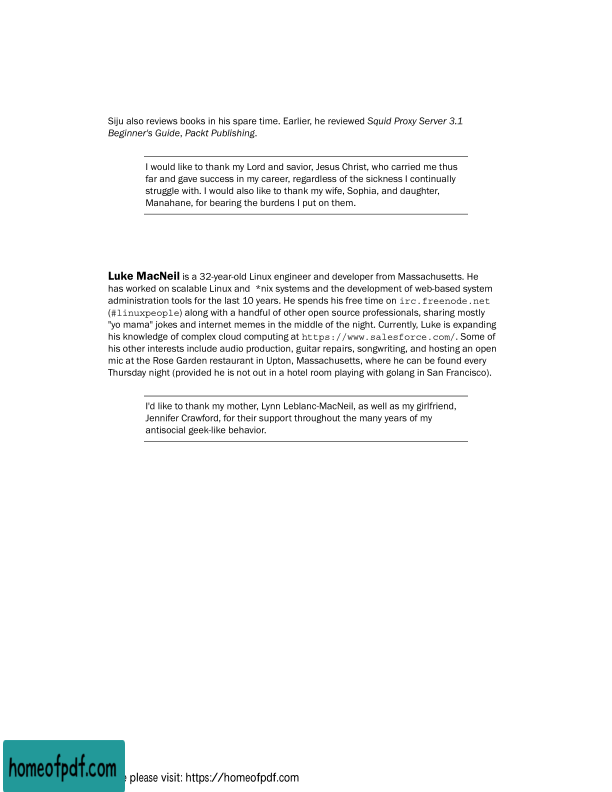 Siju also reviews books in his spare time. Earlier, he reviewed Squid Proxy Server 3.1
Beginner's Guide, Packt Publishing.
I would like to thank my Lord and savior, Jesus Christ, who carried me thus
far and gave success in my career, regardless of the sickness I continually
struggle with. I would also like to thank my wife, Sophia, and daughter,
Manahane, for bearing the burdens I put on them.
Luke MacNeil is a 32-year-old Linux engineer and developer from Massachusetts. He
has worked on scalable Linux and *nix systems and the development of web-based system
administration tools for the last 10 years. He spends his free time on irc.freenode.net
(#linuxpeople) along with a handful of other open source professionals, sharing mostly
"yo mama" jokes and internet memes in the middle of the night. Currently, Luke is expanding
his knowledge of complex cloud computing at https://www.salesforce.com/. Some of
his other interests include audio production, guitar repairs, songwriting, and hosting an open
mic at the Rose Garden restaurant in Upton, Massachusetts, where he can be found every
Thursday night (provided he is not out in a hotel room playing with golang in San Francisco).
I'd like to thank my mother, Lynn Leblanc-MacNeil, as well as my girlfriend,
Jennifer Crawford, for their support throughout the many years of my
antisocial geek-like behavior.
homeofpdf.com
please visit: https://homeofpdf.com